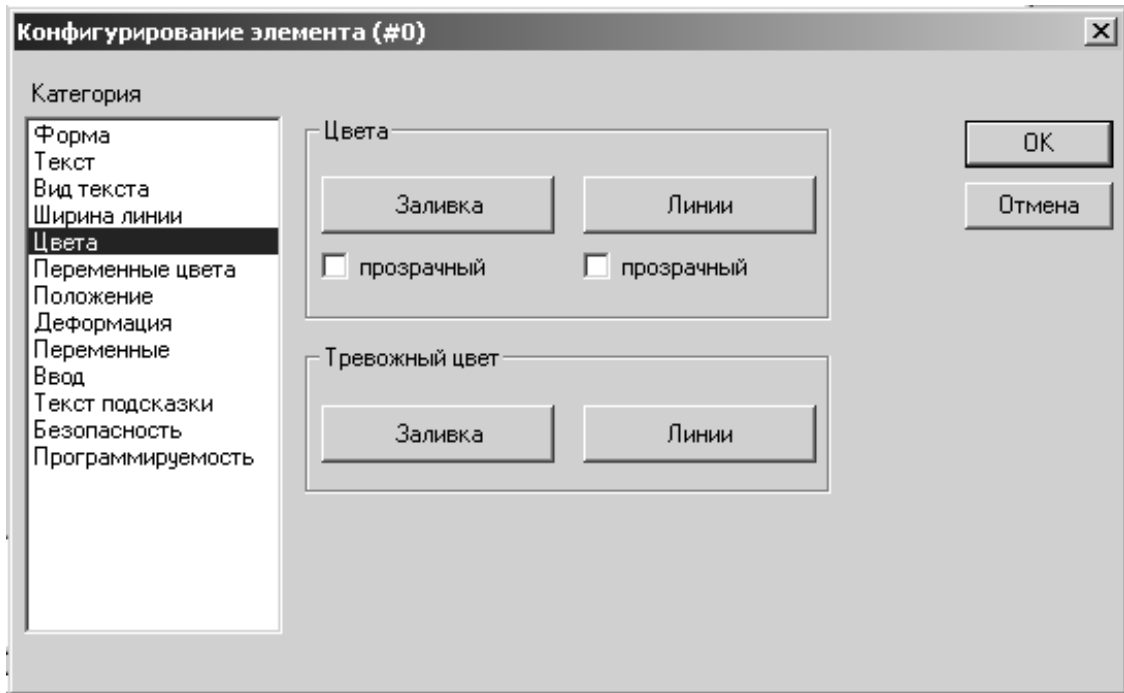 Конфигурирование элемента (#0)
Категория
Форма
Текст
Вид текста
Ширина линии
Цвета
Переменные цвета
Положение
Деформация
Переменные
Ввод
Текст подсказки
Безопасность
Программируемость
Цвета
Заливка
Линии
прозрачный
прозрачный
Тревожный цвет
Заливка
Линии
OK
Отмена